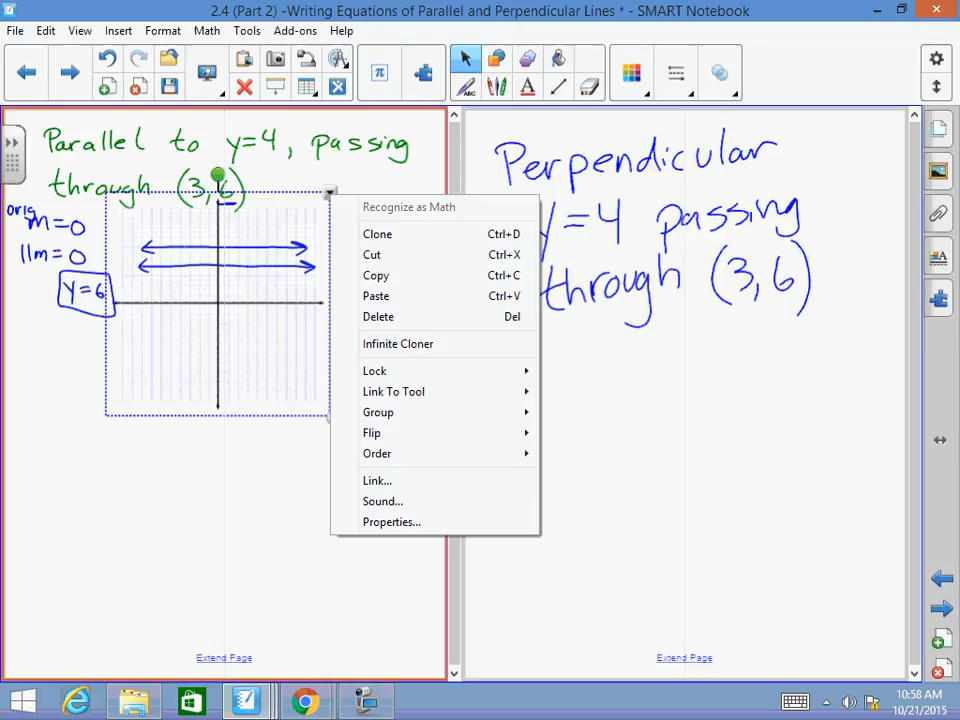 2.4 (Part 2) -Writing Equations of Parallel and Perpendicular Lines * - SMART Notebook
File Edit View Insert Format Math Tools Add-ons Help
Parallel to y=4, passing
through (3,6)
orig
m=0
11m=0
y=6
Recognize as Math
Clone Ctrl+D
Cut Ctrl+X
Copy Ctrl+C
Paste Ctrl+V
Delete Del
Infinite Cloner
Lock
Link To Tool
Group
Flip
Order
Link...
Sound...
Properties...
Extend Page
Perpendicular
y=4 passing
through (3,6)
Extend Page
10:58 AM
10/21/2015